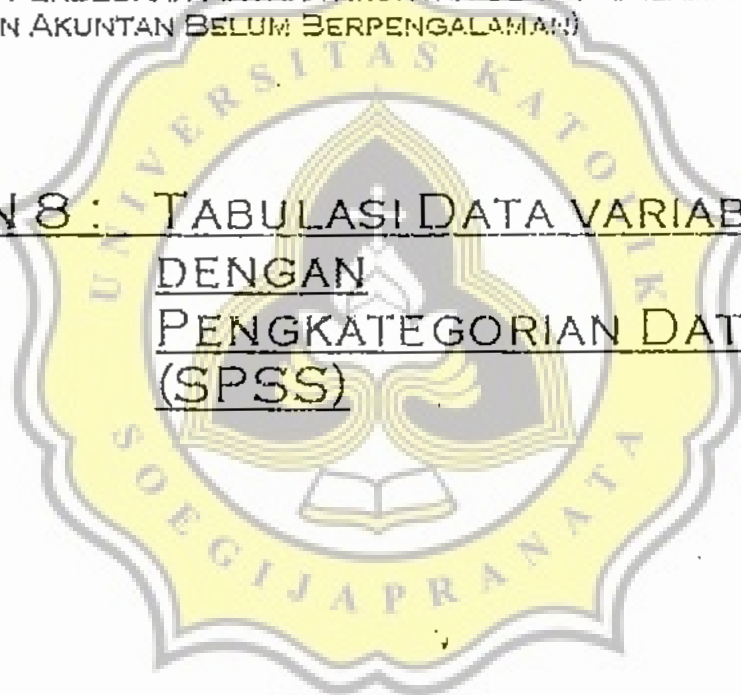 N AKUNTAN BELUM BERPENGALAMAN)
UNIVERSITAS KATOLIK
N 8 : TABULASI DATA VARIAB
DENGAN
PENGKATEGORIAN DAT
(SPSS)
SOEGIJAPRANATA